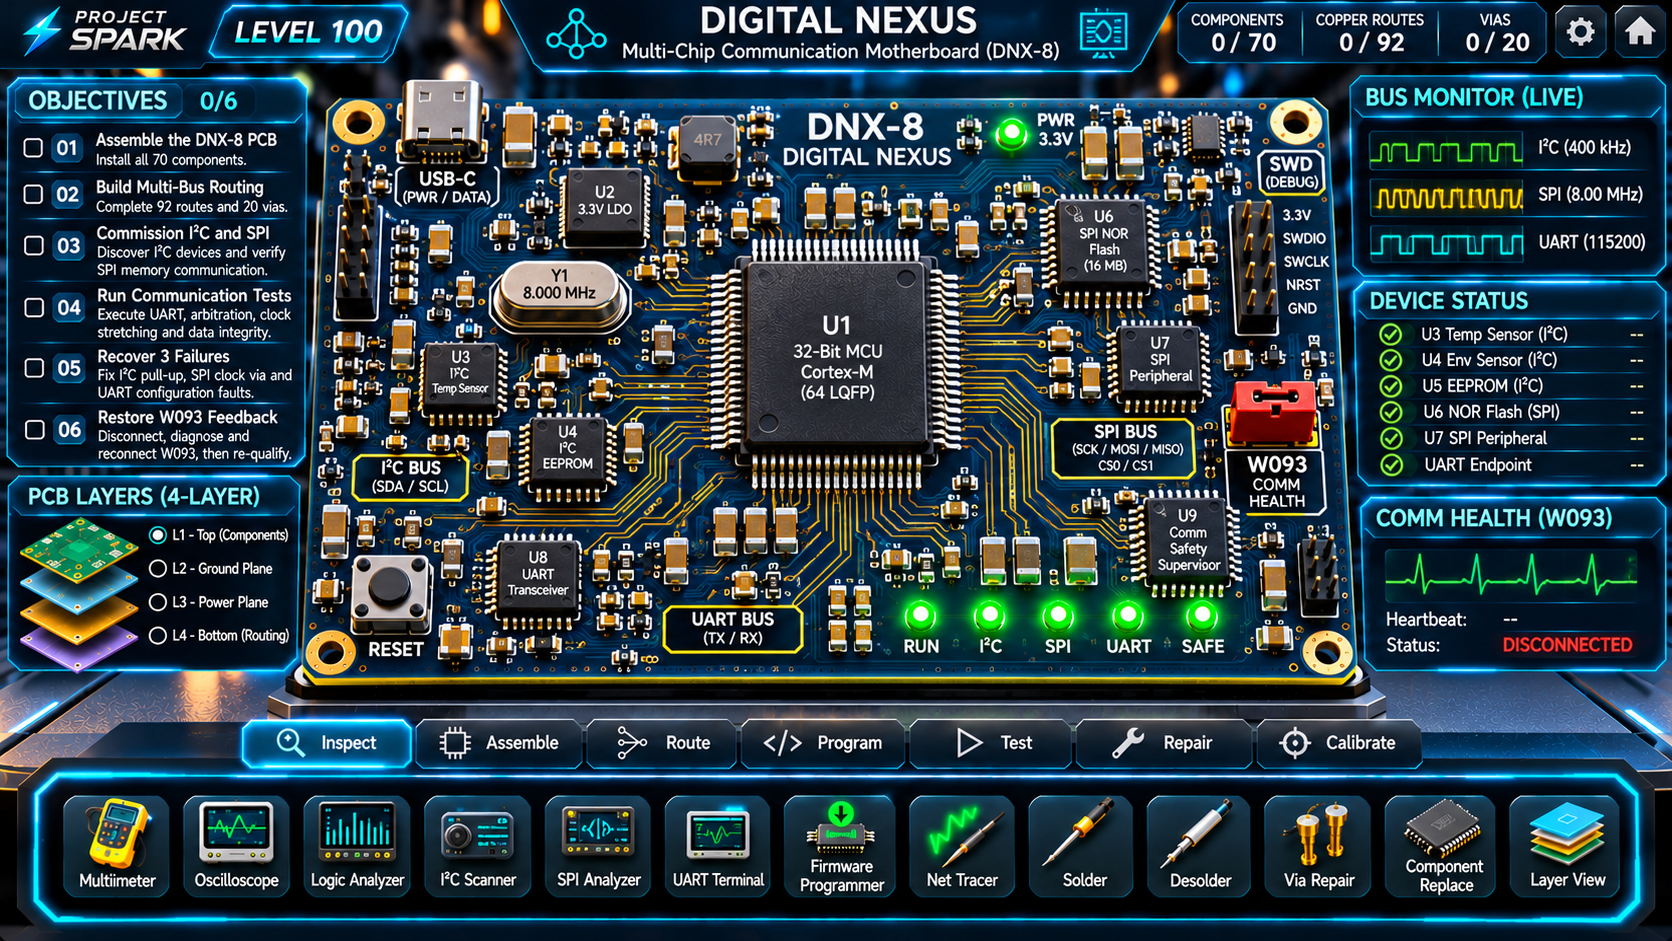 PROJECT
SPARK
LEVEL 100
DIGITAL NEXUS
Multi-Chip Communication Motherboard (DNX-8)
COMPONENTS
0 / 70
COPPER ROUTES
0 / 92
VIAS
0 / 20
OBJECTIVES 0/6
01 Assemble the DNX-8 PCB
Install all 70 components.
02 Build Multi-Bus Routing
Complete 92 routes and 20 vias.
03 Commission I²C and SPI
Discover I²C devices and verify
SPI memory communication.
04 Run Communication Tests
Execute UART, arbitration, clock
stretching and data integrity.
05 Recover 3 Failures
Fix I²C pull-up, SPI clock via and
UART configuration faults.
06 Restore W093 Feedback
Disconnect, diagnose and
reconnect W093, then re-qualify.
PCB LAYERS (4-LAYER)
L1 - Top (Components)
L2 - Ground Plane
L3 - Power Plane
L4 - Bottom (Routing)
USB-C
(PWR / DATA)
4R7
DNX-8
DIGITAL NEXUS
PWR
3.3V
SWD
(DEBUG)
3.3V
SWDIO
SWCLK
NRST
GND
U2
3.3V LDO
Y1
8.000 MHz
U6
SPI NOR
Flash
(16 MB)
U1
32-Bit MCU
Cortex-M
(64 LQFP)
U3
I²C
Temp Sensor
U7
SPI
Peripheral
U4
I²C
EEPROM
I²C BUS
(SDA / SCL)
SPI BUS
(SCK / MOSI / MISO)
CS0 / CS1
W093
COMM
HEALTH
U9
Comm
Safety
Supervisor
U8
UART
Transceiver
UART BUS
(TX / RX)
RESET
RUN
I²C
SPI
UART
SAFE
BUS MONITOR (LIVE)
I²C (400 kHz)
SPI (8.00 MHz)
UART (115200)
DEVICE STATUS
U3 Temp Sensor (I²C) --
U4 Env Sensor (I²C) --
U5 EEPROM (I²C) --
U6 NOR Flash (SPI) --
U7 SPI Peripheral --
UART Endpoint --
COMM HEALTH (W093)
Heartbeat: --
Status: DISCONNECTED
Inspect
Assemble
Route
</> Program
Test
Repair
Calibrate
Multiimeter
Oscilloscope
Logic Analyzer
I²C Scanner
SPI Analyzer
UART Terminal
Firmware
Programmer
Net Tracer
Solder
Desolder
Via Repair
Component
Replace
Layer View